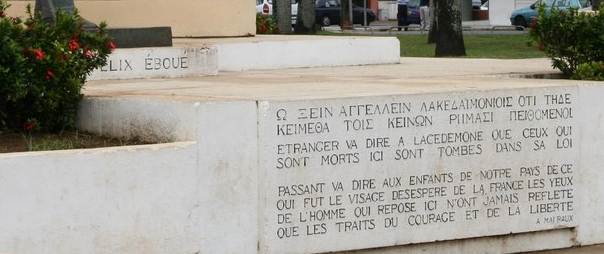 ÉLIX ÉBOUÉ
Ω ΞΕΙΝ ΑΓΓΕΛΛΕΙΝ ΛΑΚΕΔΑΙΜΟΝΙΟΙΣ ΟΤΙ ΤΗΔΕ
ΚΕΙΜΕΘΑ ΤΟΙΣ ΚΕΙΝΩΝ ΡΗΜΑΣΙ ΠΕΙΘΟΜΕΝΟΙ
ETRANGER VA DIRE A LACEDEMONE QUE CEUX QUI
SONT MORTS ICI SONT TOMBES DANS SA LOI
PASSANT VA DIRE AUX ENFANTS DE NOTRE PAYS DE CE
QUI FUT LE VISAGE DESESPERE DE LA FRANCE LES YEUX
DE L'HOMME QUI REPOSE ICI N'ONT JAMAIS REFLETE
QUE LES TRAITS DU COURAGE ET DE LA LIBERTE
A MALRAUX